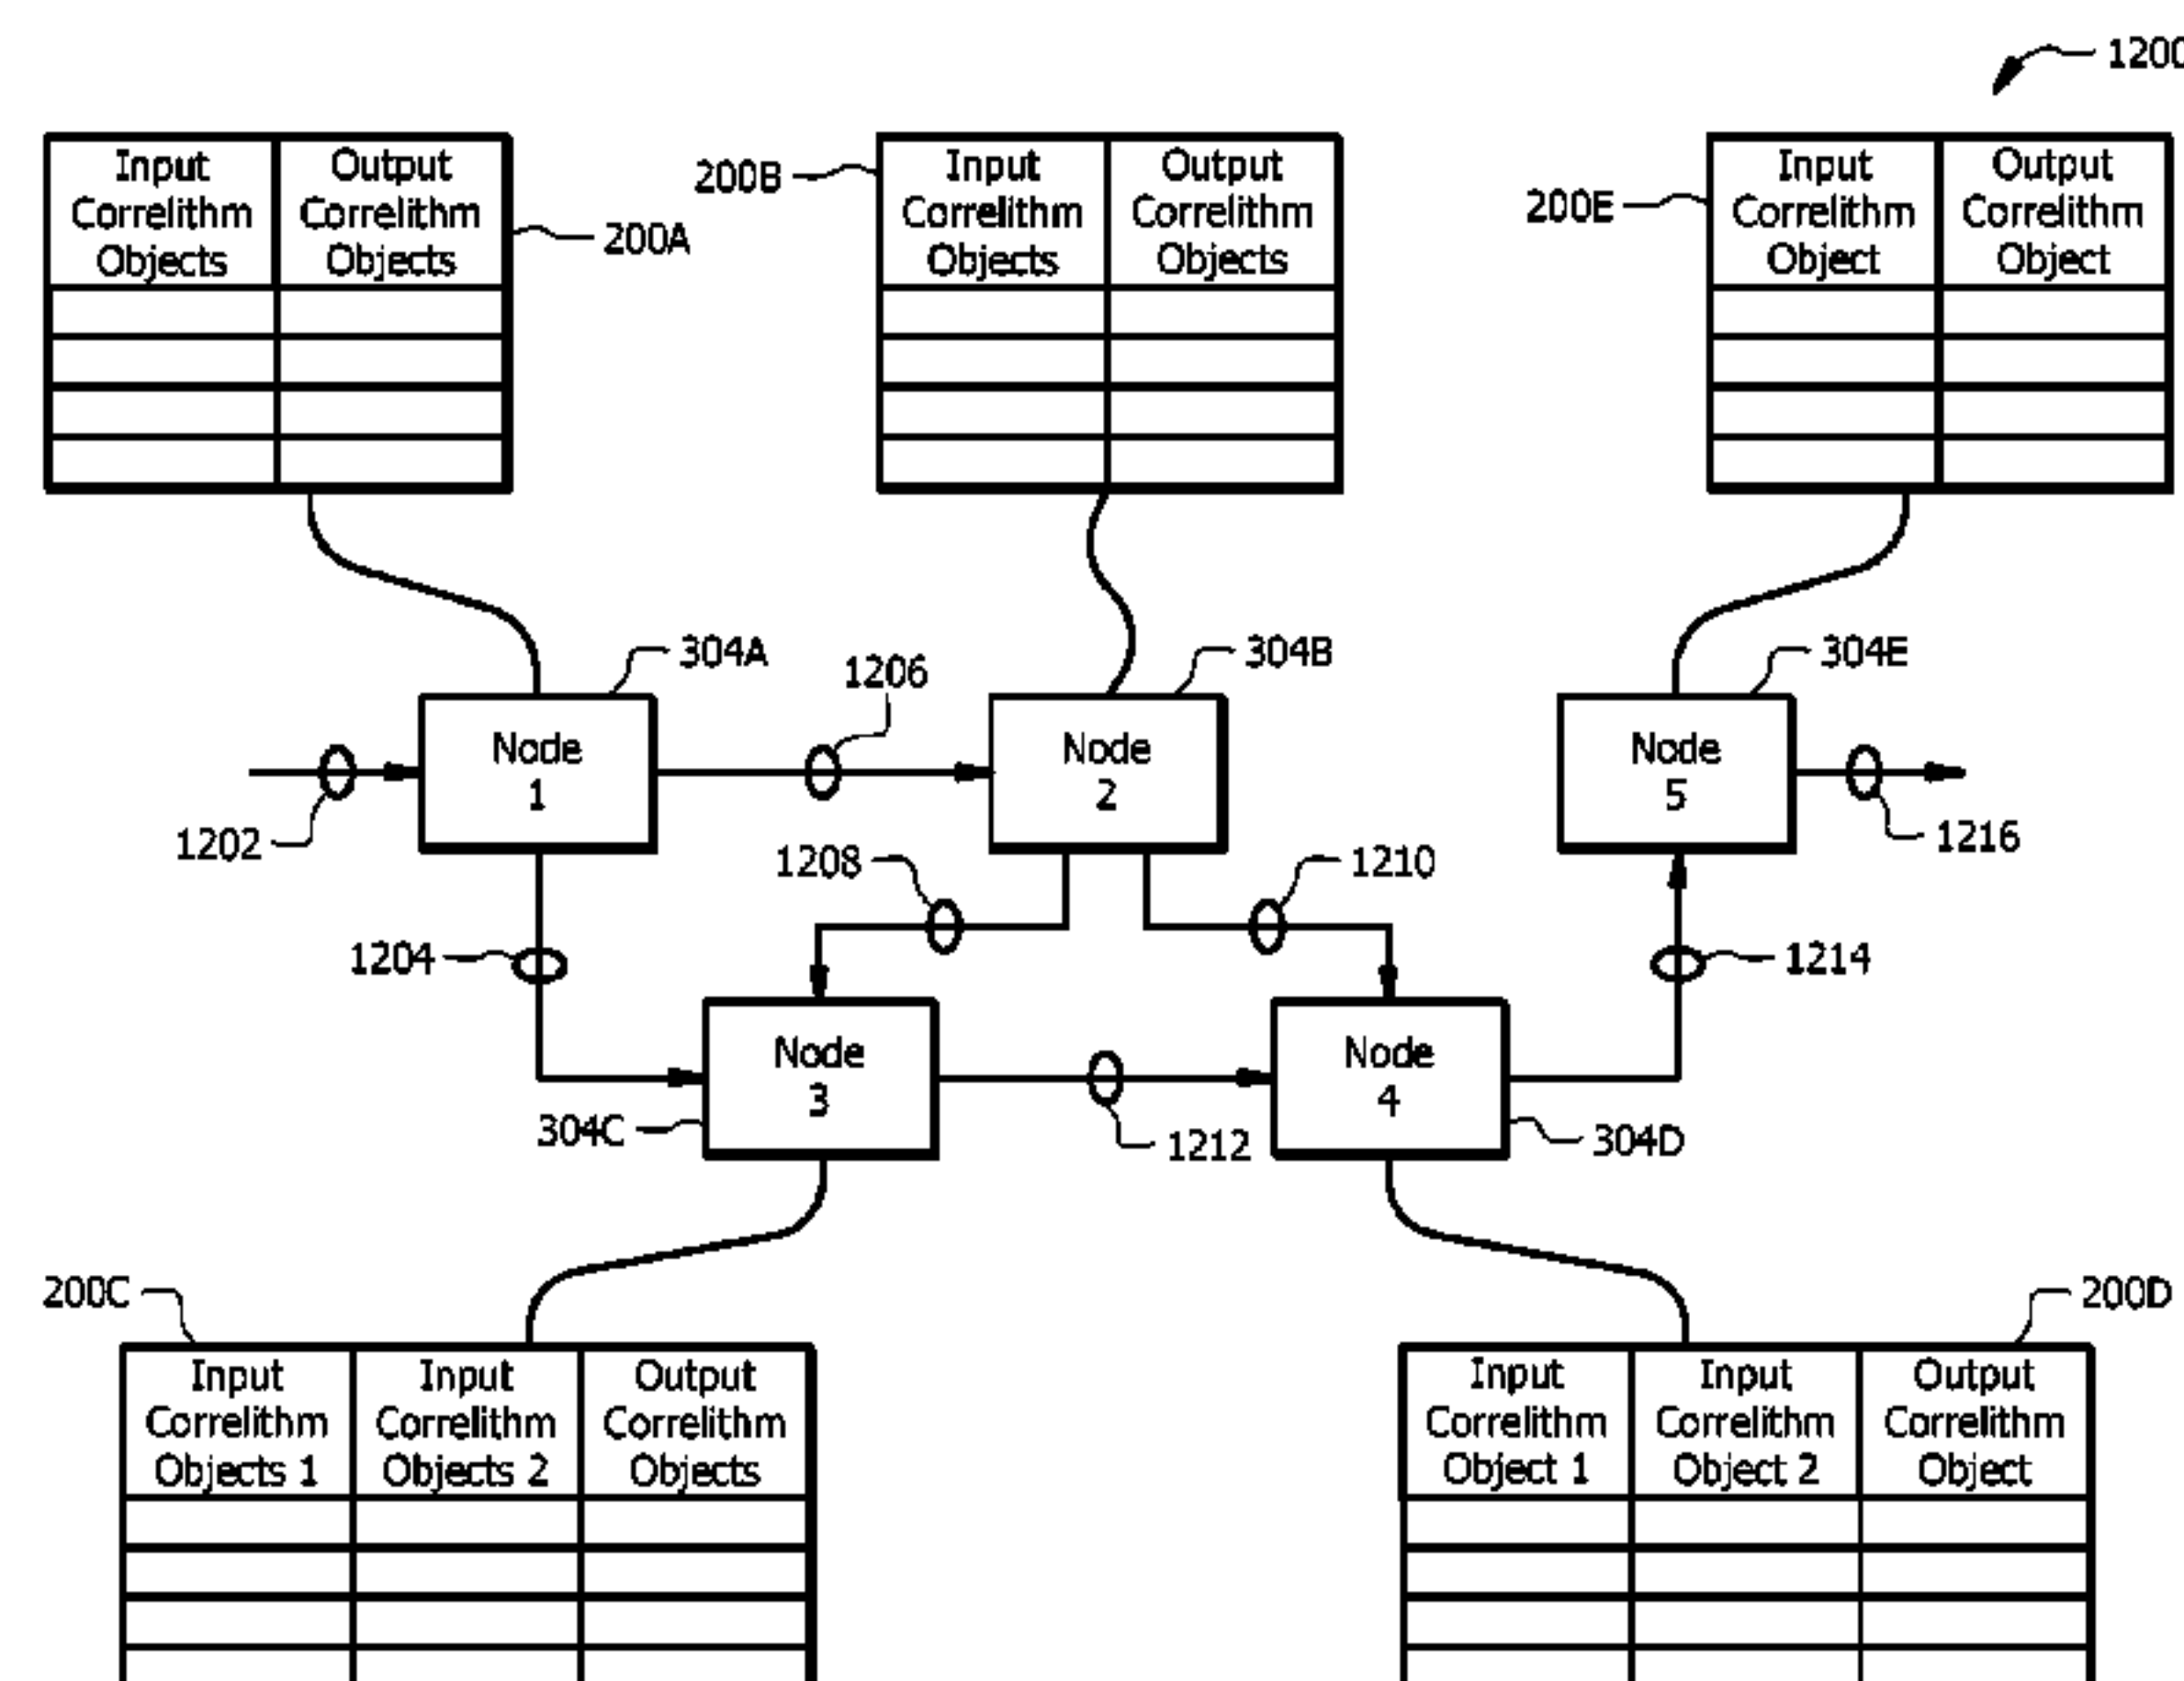 1200
Input
Correlithm
Objects
Output
Correlithm
Objects
200A
200B
Input
Correlithm
Objects
Output
Correlithm
Objects
200E
Input
Correlithm
Object
Output
Correlithm
Object
304A
1206
304B
304E
Node
1
Node
2
Node
5
1202
1208
1210
1216
1204
1214
Node
3
Node
4
304C
1212
304D
200C
200D
Input
Correlithm
Objects 1
Input
Correlithm
Objects 2
Output
Correlithm
Objects
Input
Correlithm
Object 1
Input
Correlithm
Object 2
Output
Correlithm
Object